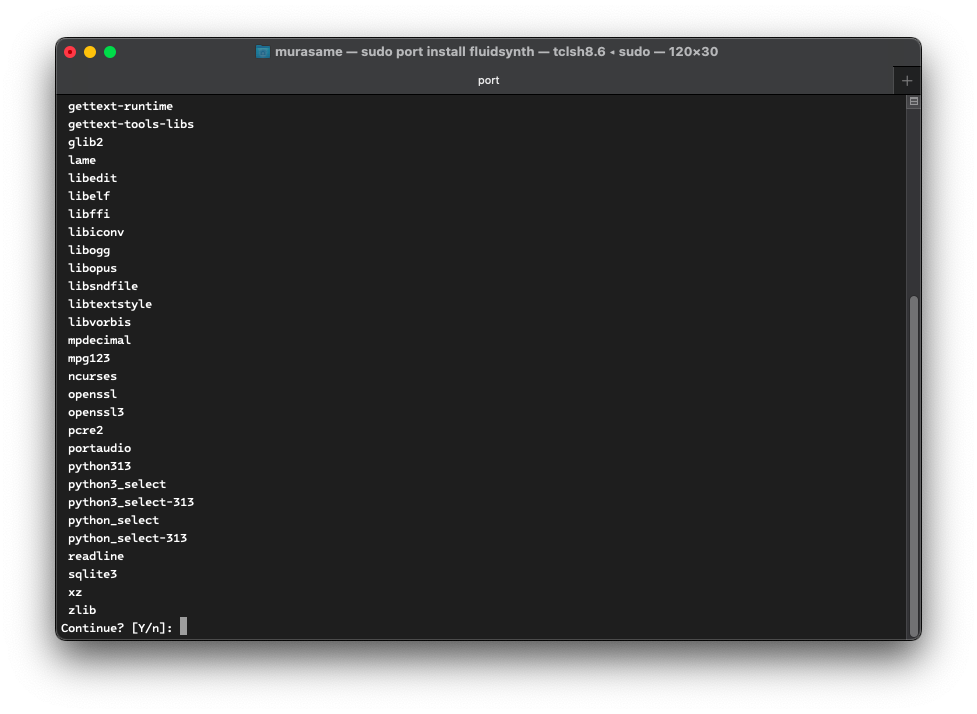 murasame — sudo port install fluidsynth — tclsh8.6 ◂ sudo — 120×30
port
gettext-runtime
gettext-tools-libs
glib2
lame
libedit
libelf
libffi
libiconv
libogg
libopus
libsndfile
libtextstyle
libvorbis
mpdecimal
mpg123
ncurses
openssl
openssl3
pcre2
portaudio
python313
python3_select
python3_select-313
python_select
python_select-313
readline
sqlite3
xz
zlib
Continue? [Y/n]: